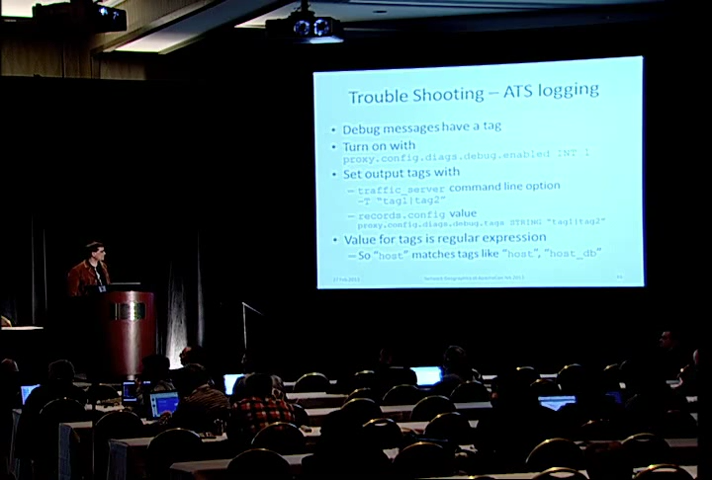 Trouble Shooting – ATS logging
• Debug messages have a tag
• Turn on with
proxy.config.diags.debug.enabled INT 1
• Set output tags with
– traffic_server command line option
-T "tag1|tag2"
– records.config value
proxy.config.diags.debug.tags STRING "tag1|tag2"
• Value for tags is regular expression
– So "host" matches tags like "host", "host_db"